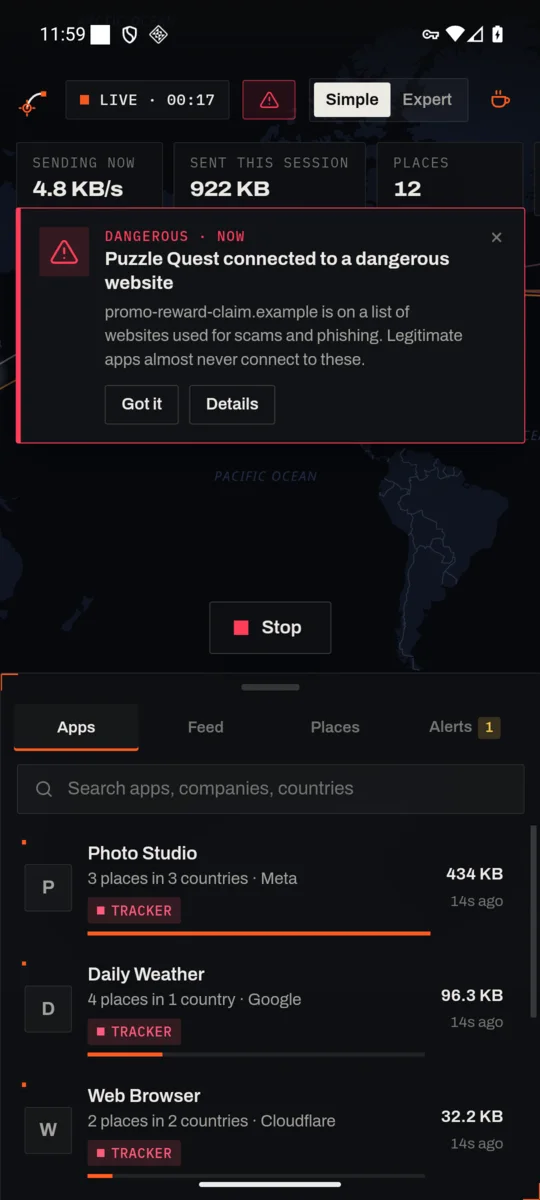 11:59
LIVE · 00:17
Simple
Expert
SENDING NOW
4.8 KB/s
SENT THIS SESSION
922 KB
PLACES
12
DANGEROUS · NOW
Puzzle Quest connected to a dangerous
website
promo-reward-claim.example is on a list of
websites used for scams and phishing. Legitimate
apps almost never connect to these.
Got it
Details
PACIFIC OCEAN
Stop
Apps
Feed
Places
Alerts 1
Search apps, companies, countries
P
Photo Studio
3 places in 3 countries · Meta
TRACKER
434 KB
14s ago
D
Daily Weather
4 places in 1 country · Google
TRACKER
96.3 KB
14s ago
W
Web Browser
2 places in 2 countries · Cloudflare
TRACKER
32.2 KB
14s ago